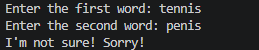 Enter the first word: tennis
Enter the second word: penis
I'm not sure! Sorry!